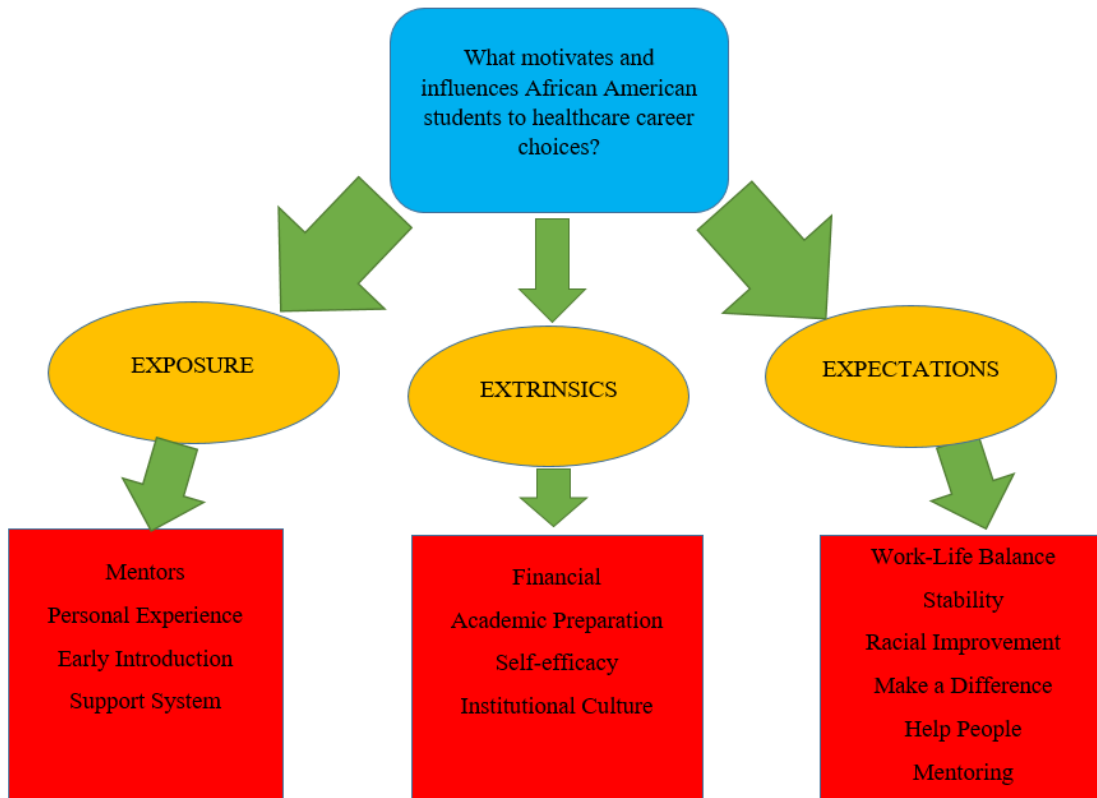 What motivates and
influences African American
students to healthcare career
choices?
EXPOSURE
EXTRINSICS
EXPECTATIONS
Mentors
Personal Experience
Early Introduction
Support System
Financial
Academic Preparation
Self-efficacy
Institutional Culture
Work-Life Balance
Stability
Racial Improvement
Make a Difference
Help People
Mentoring